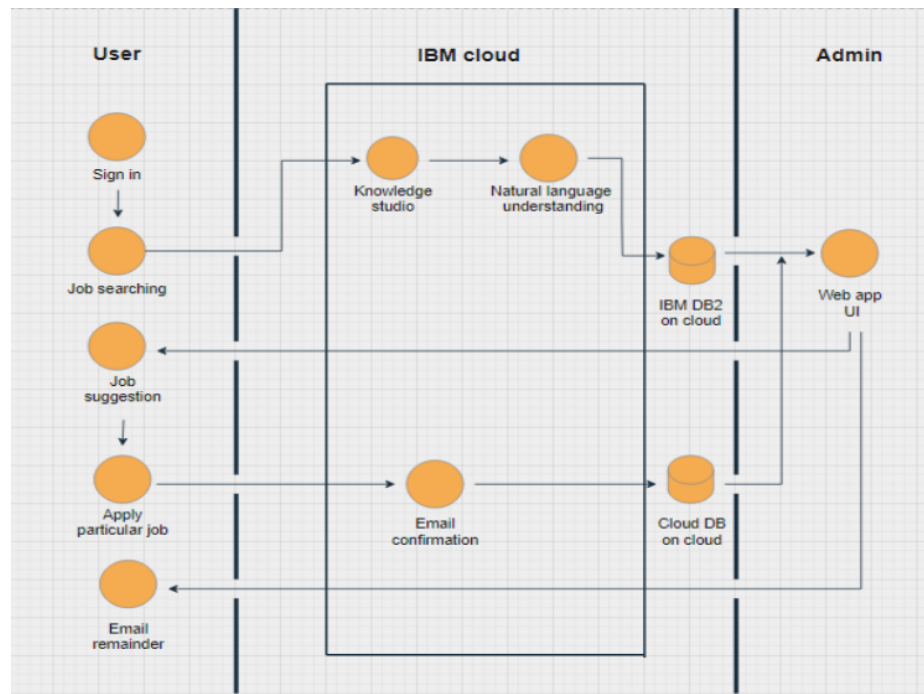 User
IBM cloud
Admin
Sign in
Knowledge
studio
Natural language
understanding
Job searching
IBM DB2
on cloud
Web app
UI
Job
suggestion
Apply
particular job
Email
confirmation
Cloud DB
on cloud
Email
remainder